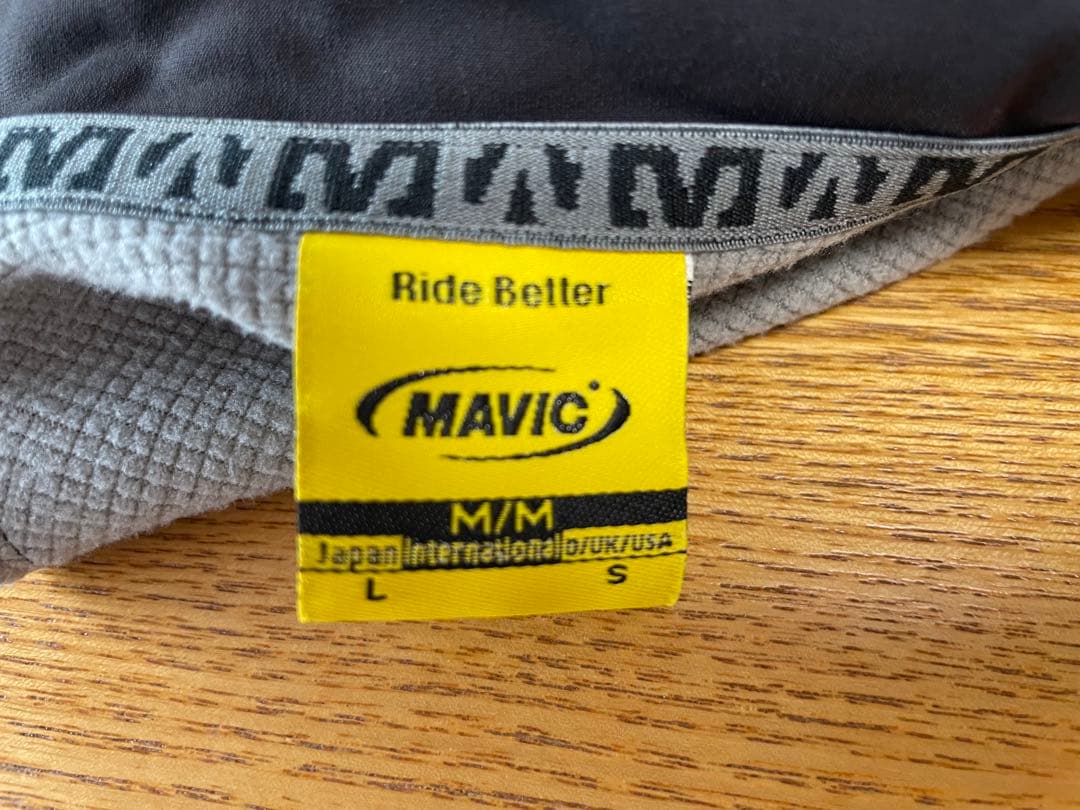 Ride Better
MAVIC
M/M
Japan International D/UK/USA
L S